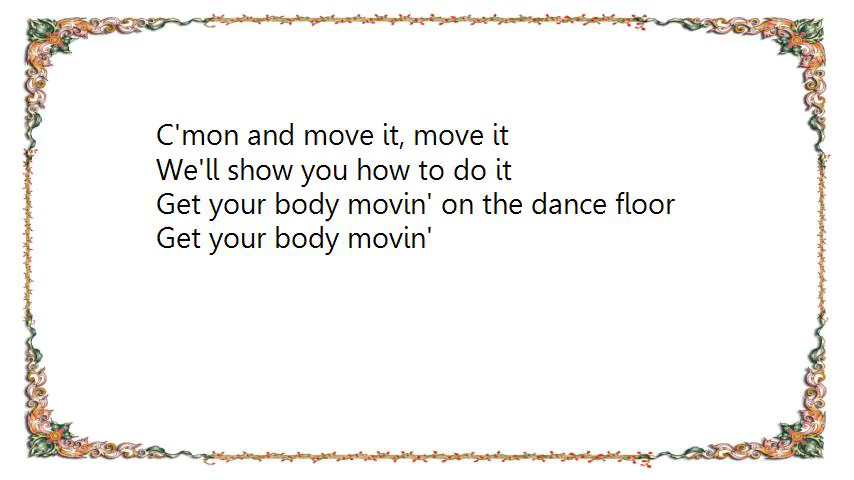 C'mon and move it, move it
We'll show you how to do it
Get your body movin' on the dance floor
Get your body movin'